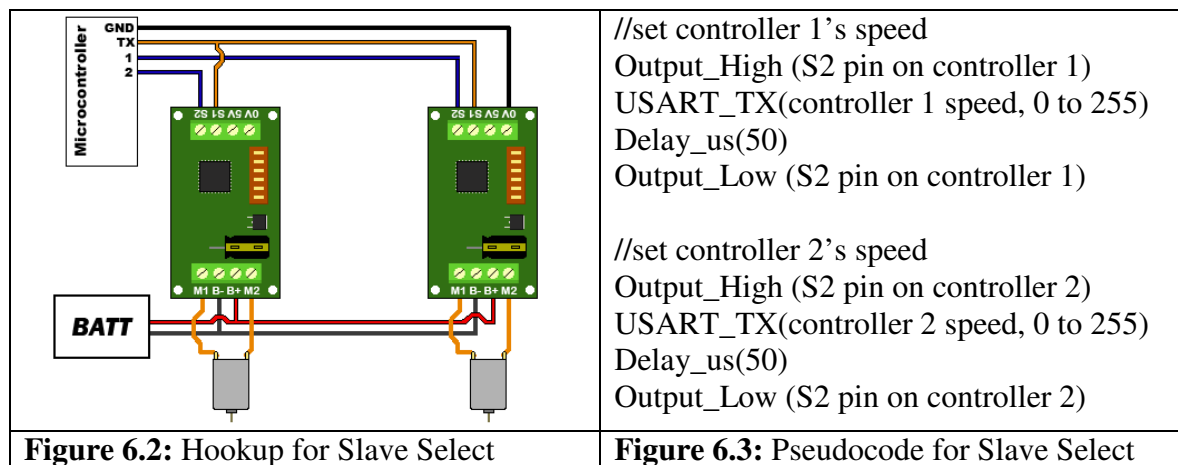 Microcontroller
GND
TX
1
2
S2 S1 5V 0V
S2 S1 5V 0V
M1 B- B+ M2
M1 B- B+ M2
BATT
Figure 6.2: Hookup for Slave Select
//set controller 1’s speed
Output_High (S2 pin on controller 1)
USART_TX(controller 1 speed, 0 to 255)
Delay_us(50)
Output_Low (S2 pin on controller 1)
//set controller 2’s speed
Output_High (S2 pin on controller 2)
USART_TX(controller 2 speed, 0 to 255)
Delay_us(50)
Output_Low (S2 pin on controller 2)
Figure 6.3: Pseudocode for Slave Select